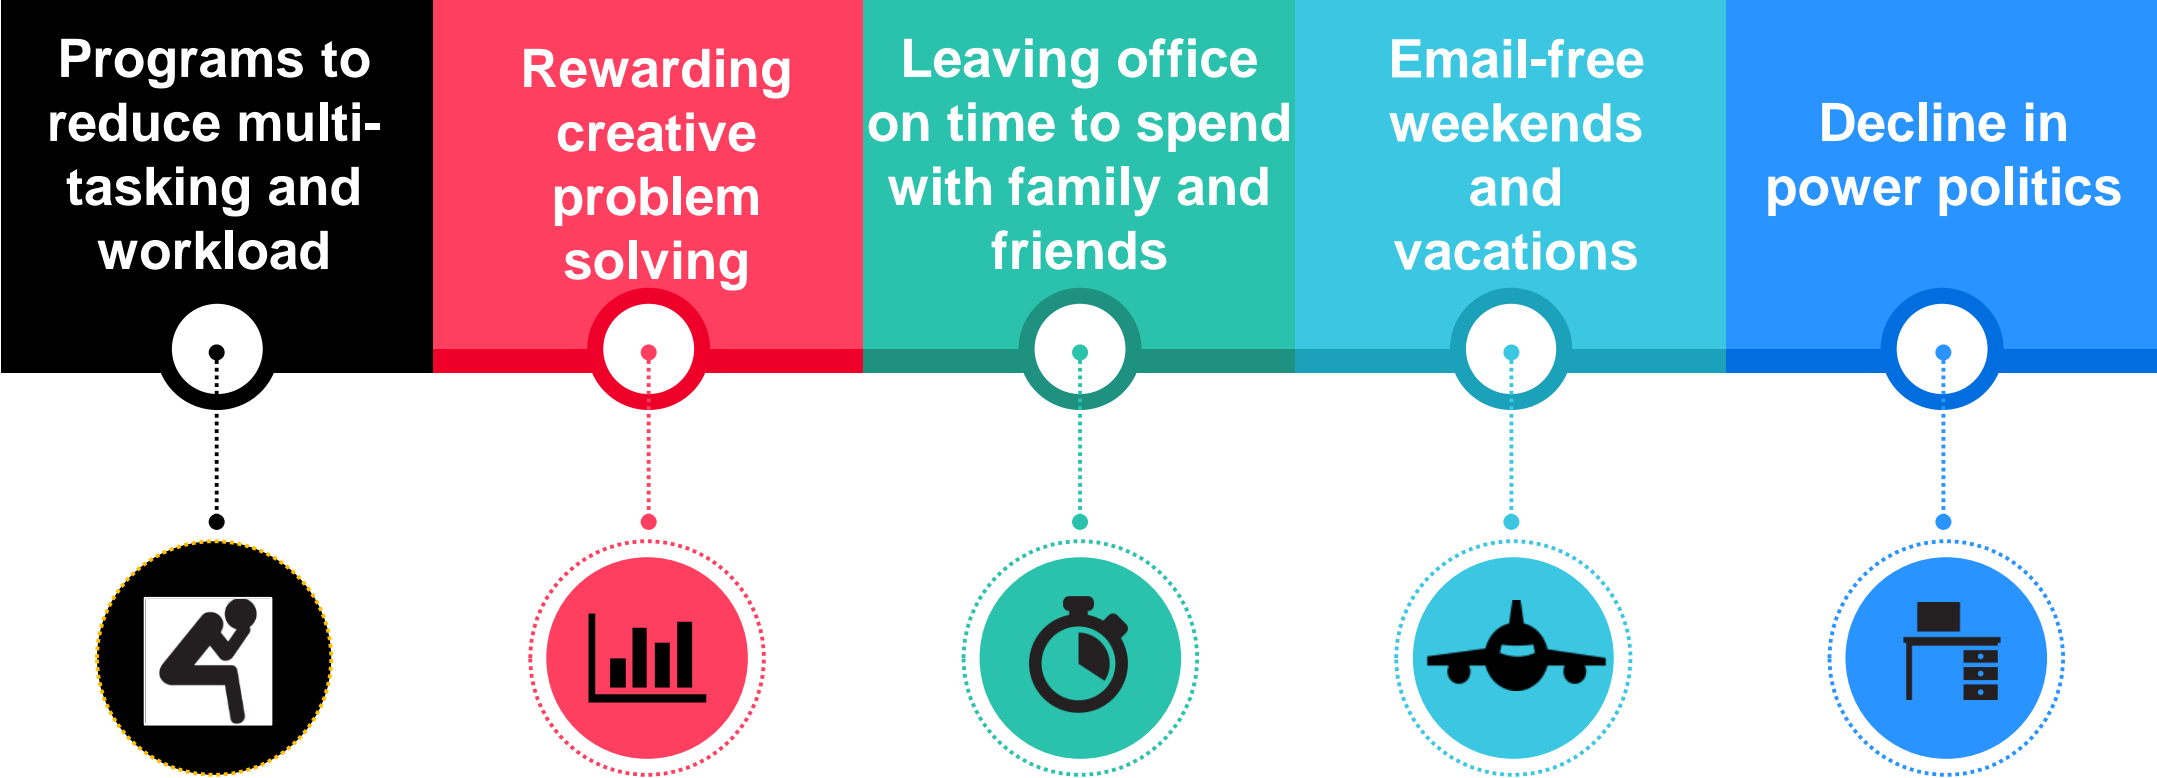 Programs to
reduce multi-
tasking and
workload
Rewarding
creative
problem
solving
Leaving office
on time to spend
with family and
friends
Email-free
weekends
and
vacations
Decline in
power politics